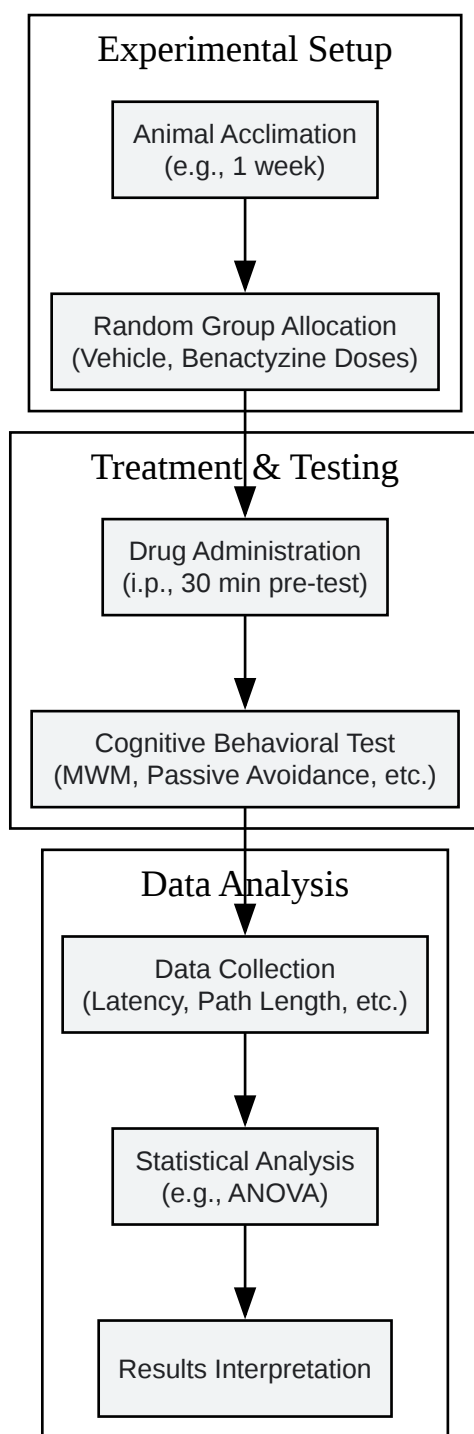 Experimental Setup
Animal Acclimation
(e.g., 1 week)
Random Group Allocation
(Vehicle, Benactyzine Doses)
Treatment & Testing
Drug Administration
(i.p., 30 min pre-test)
Cognitive Behavioral Test
(MWM, Passive Avoidance, etc.)
Data Analysis
Data Collection
(Latency, Path Length, etc.)
Statistical Analysis
(e.g., ANOVA)
Results Interpretation